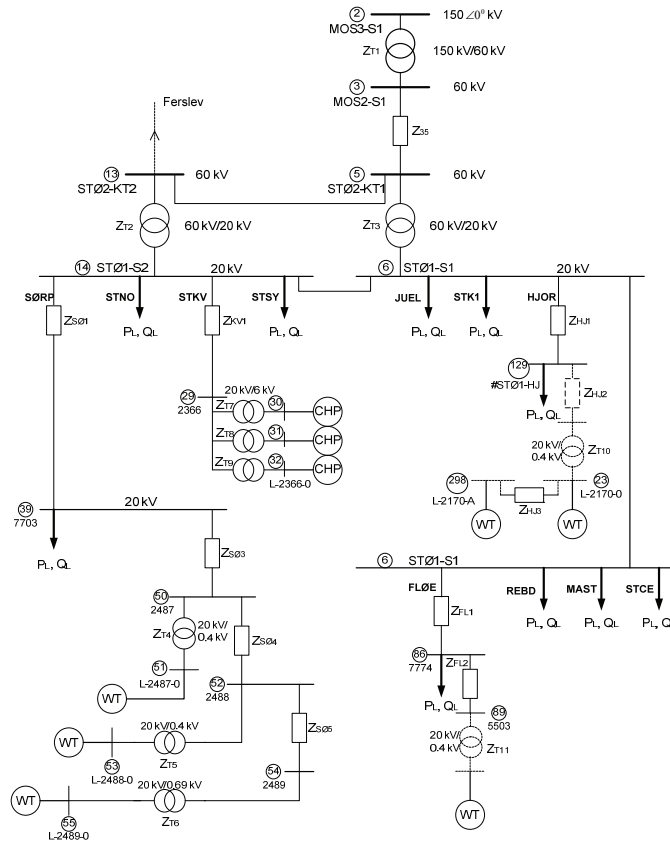 2 150 ∠0° kV
MOS3-S1
ZT1 150 kV/60 kV
3 60 kV
MOS2-S1
Ferslev
Z35
13 60 kV
STØ2-KT2
5 60 kV
STØ2-KT1
ZT2 60 kV/20 kV
ZT3 60 kV/20 kV
14 STØ1-S2 20 kV
6 STØ1-S1 20 kV
SØRP STNO STKV STSY
JUEL STK1 HJOR
ZSØ1
PL, QL
ZKV1
PL, QL
PL, QL
PL, QL
ZHJ1
129
#STØ1-HJ
PL, QL
ZHJ2
20 kV/
0.4 kV
ZT10
298
L-2170-A
23
L-2170-0
ZHJ3
WT
WT
29
2366
20 kV/6 kV
ZT7 30 CHP
ZT8 31 CHP
ZT9 32 CHP
L-2366-0
39 20 kV
7703
PL, QL
ZSØ3
50
2487
ZT4
20 kV/
0.4 kV
ZSØ4
51
L-2487-0
WT
52
2488
20 kV/0.4 kV
WT
53
L-2488-0
ZT5
ZSØ5
54
2489
20 kV/0.69 kV
WT
55
L-2489-0
ZT6
6 STØ1-S1
FLØE REBD MAST STCE
ZFL1
PL, QL
PL, QL
PL, Q
86
7774
ZFL2
PL, QL
89
5503
20 kV/
0.4 kV
ZT11
WT